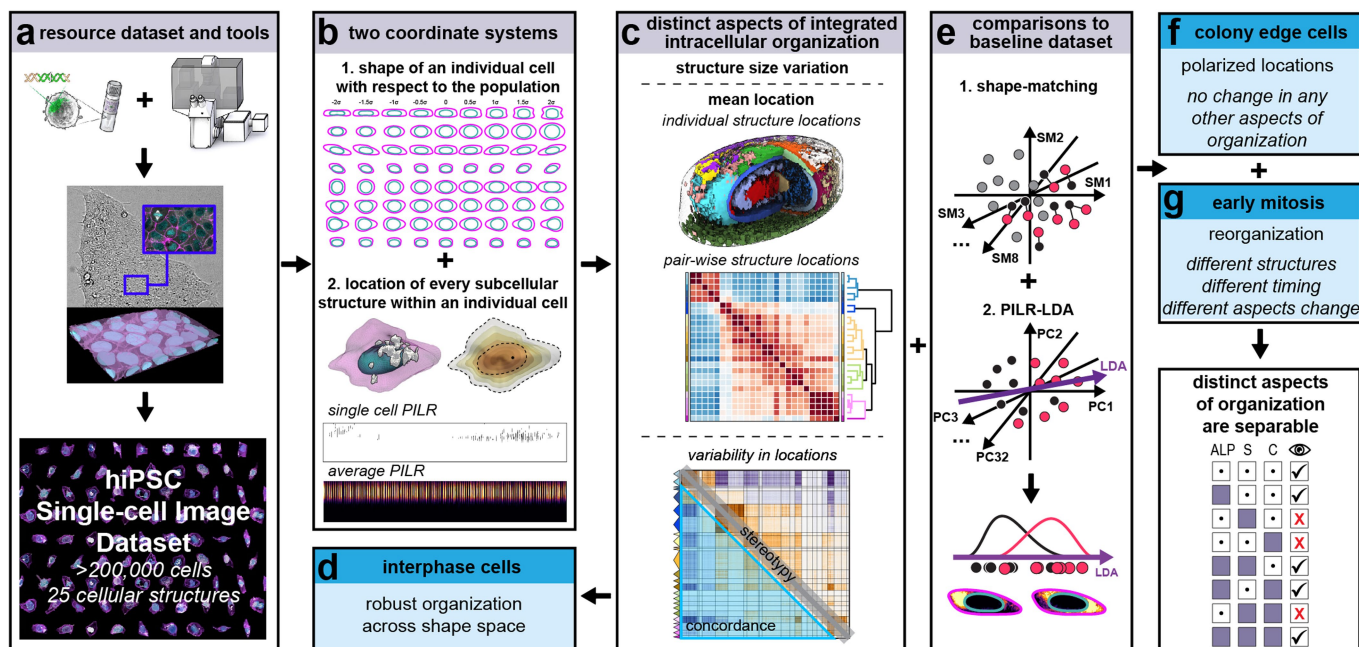 a resource dataset and tools
+
hiPSC
Single-cell Image
Dataset
>200,000 cells
25 cellular structures
b two coordinate systems
1. shape of an individual cell
with respect to the population
-2σ -1.5σ -1σ -0.5σ 0 0.5σ 1σ 1.5σ 2σ
+
2. location of every subcellular
structure within an individual cell
single cell PILR
average PILR
c distinct aspects of integrated
intracellular organization
structure size variation
mean location
individual structure locations
pair-wise structure locations
variability in locations
stereotypy
concordance
d interphase cells
robust organization
across shape space
+
e comparisons to
baseline dataset
1. shape-matching
SM2
SM1
SM3
...
SM8
+
2. PILR-LDA
PC2
LDA
PC1
PC3
...
PC32
LDA
f colony edge cells
polarized locations
no change in any
other aspects of
organization
+
g early mitosis
reorganization
different structures
different timing
different aspects change
distinct aspects
of organization
are separable
ALP S C
✓
✓
X
X
✓
✓
X
✓